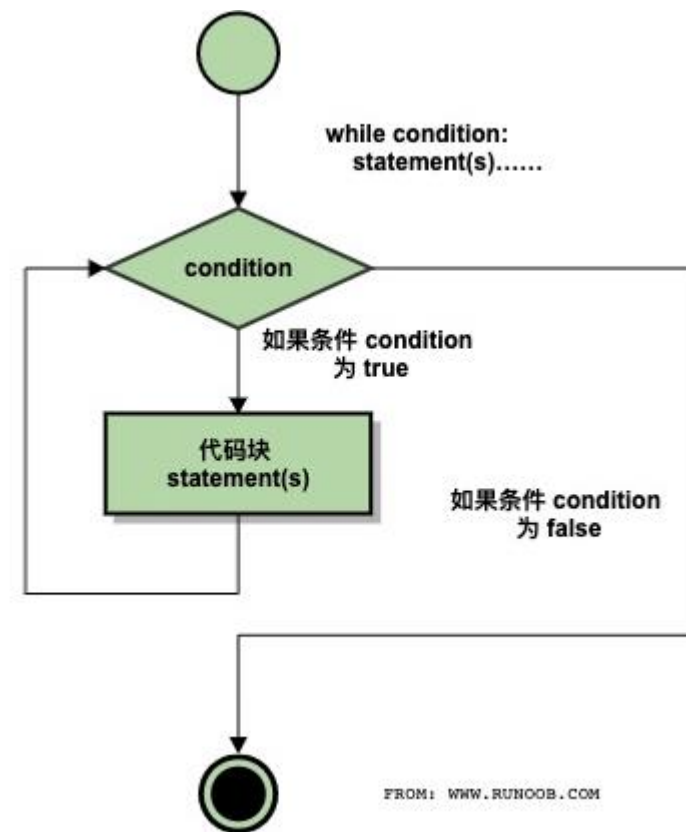 while condition:
statement(s)......
condition
如果条件 condition
为 true
代码块
statement(s)
如果条件 condition
为 false
FROM: WWW.RUNOOB.COM